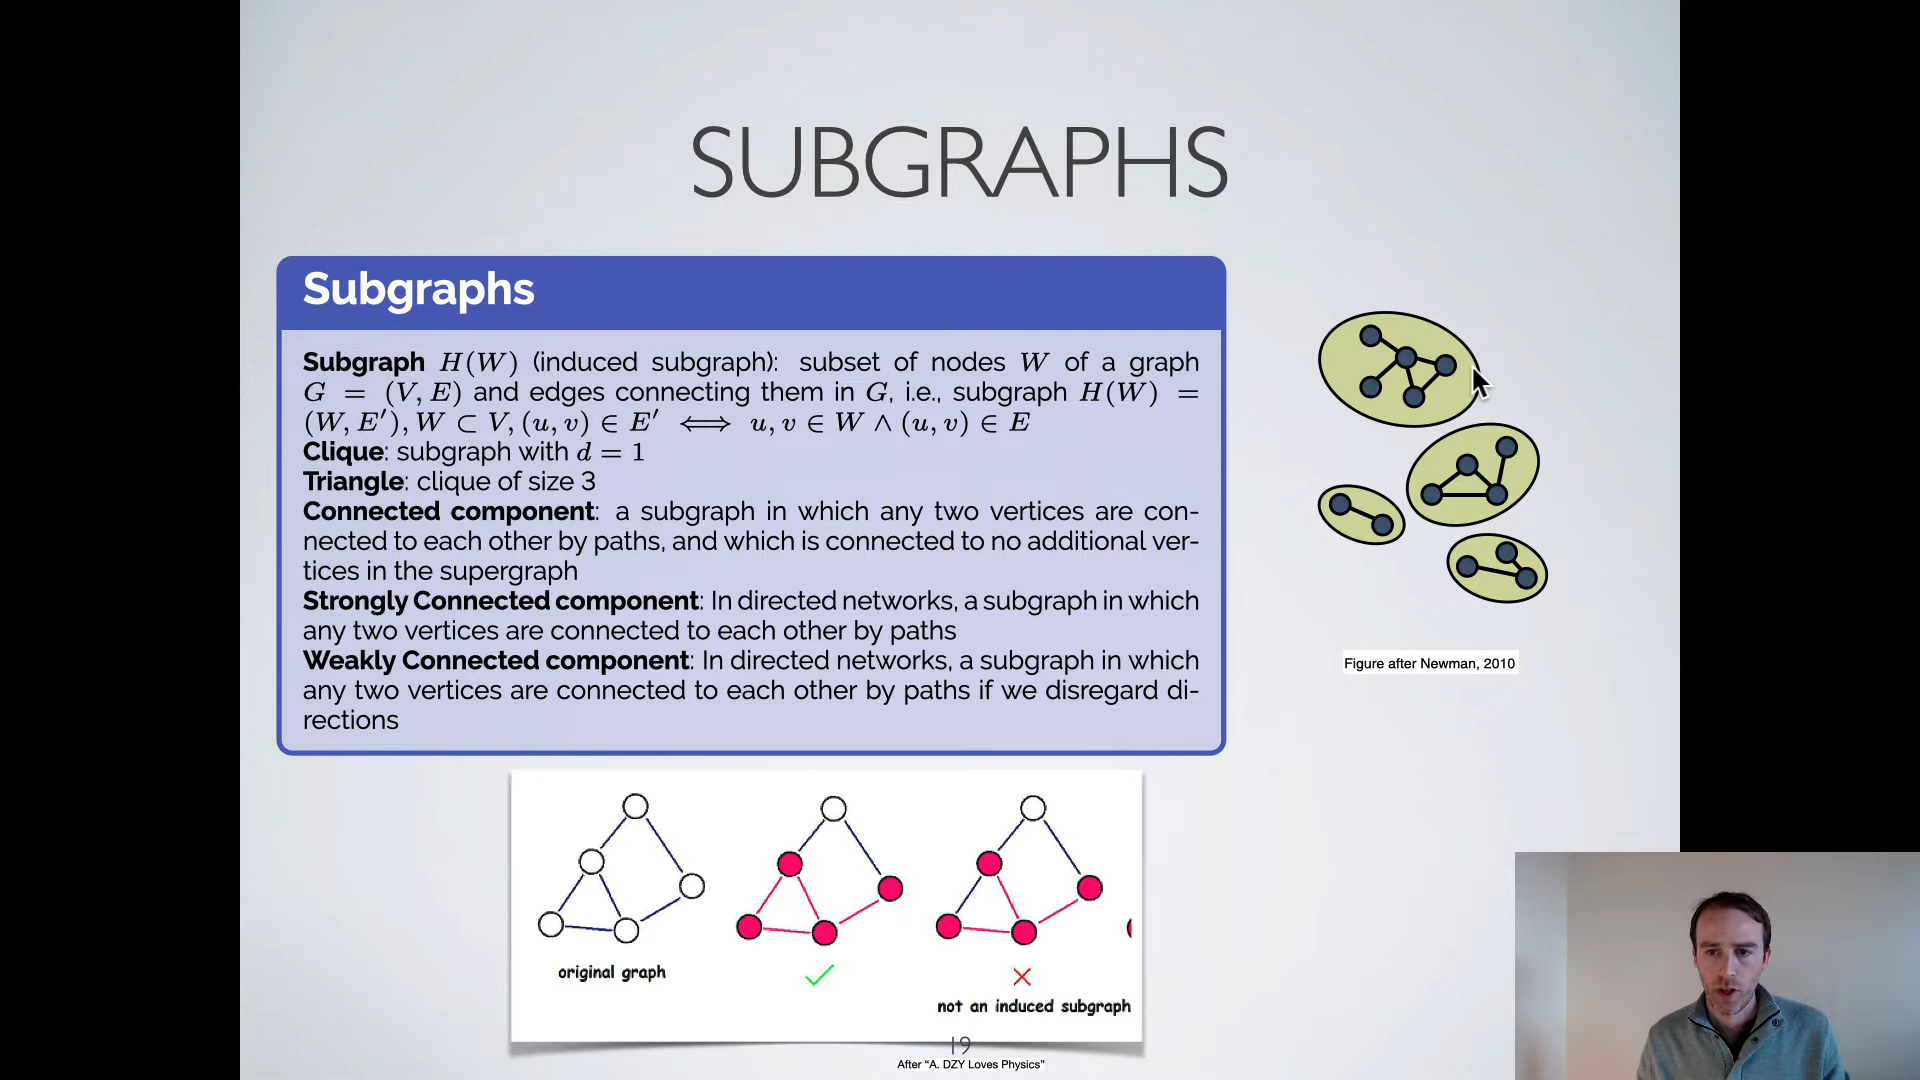 SUBGRAPHS
Subgraphs
Subgraph H(W) (induced subgraph): subset of nodes W of a graph
G = (V, E) and edges connecting them in G, i.e., subgraph H(W) =
(W, E′), W ⊂ V, (u, v) ∈ E′ ⟺ u, v ∈ W ∧ (u, v) ∈ E
Clique: subgraph with d = 1
Triangle: clique of size 3
Connected component: a subgraph in which any two vertices are con-
nected to each other by paths, and which is connected to no additional ver-
tices in the supergraph
Strongly Connected component: In directed networks, a subgraph in which
any two vertices are connected to each other by paths
Weakly Connected component: In directed networks, a subgraph in which
any two vertices are connected to each other by paths if we disregard di-
rections
Figure after Newman, 2010
original graph
not an induced subgraph
19
After “A. DZY Loves Physics”